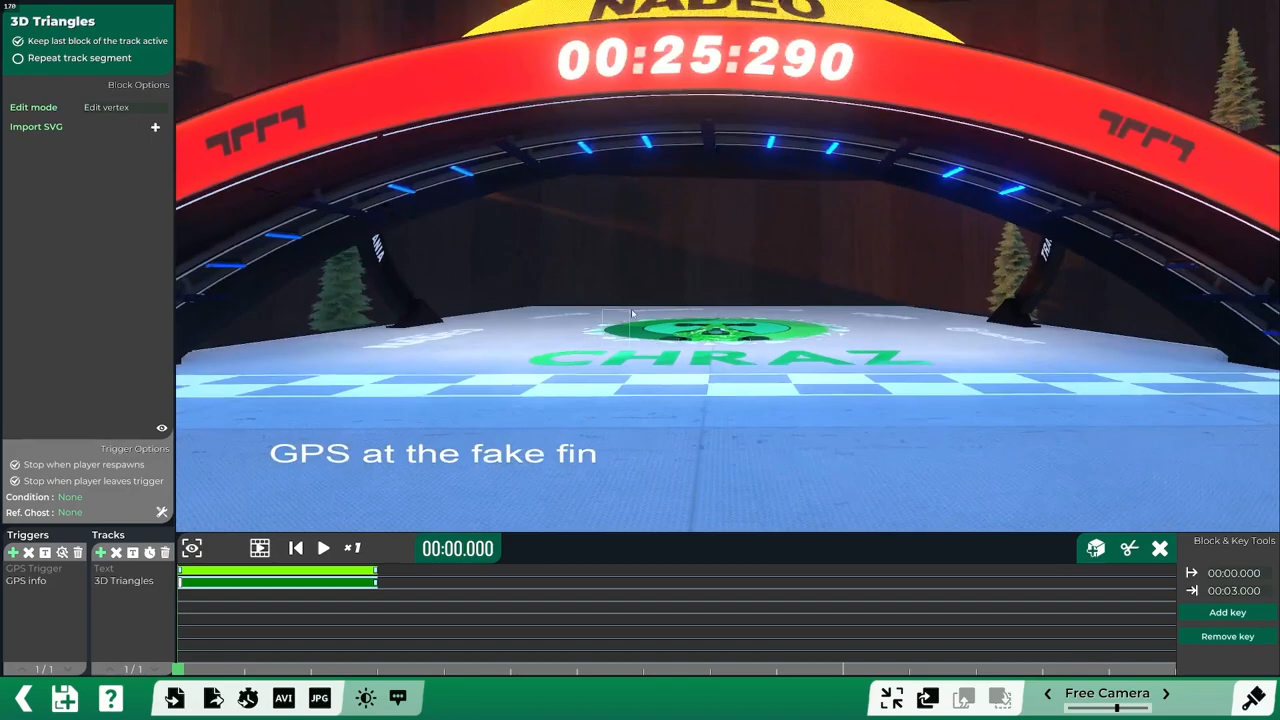 170
3D Triangles
Keep last block of the track active
Repeat track segment
Block Options
Edit mode Edit vertex
Import SVG
NADEO
00:25:290
CHRAZ
GPS at the fake fin
Trigger Options
Stop when player respawns
Stop when player leaves trigger
Condition : None
Ref. Ghost : None
Triggers
GPS Trigger
GPS info
1 / 1
Tracks
Text
3D Triangles
1 / 1
x 1
00:00.000
Block & Key Tools
00:00.000
00:03.000
Add key
Remove key
?
AVI
JPG
Free Camera